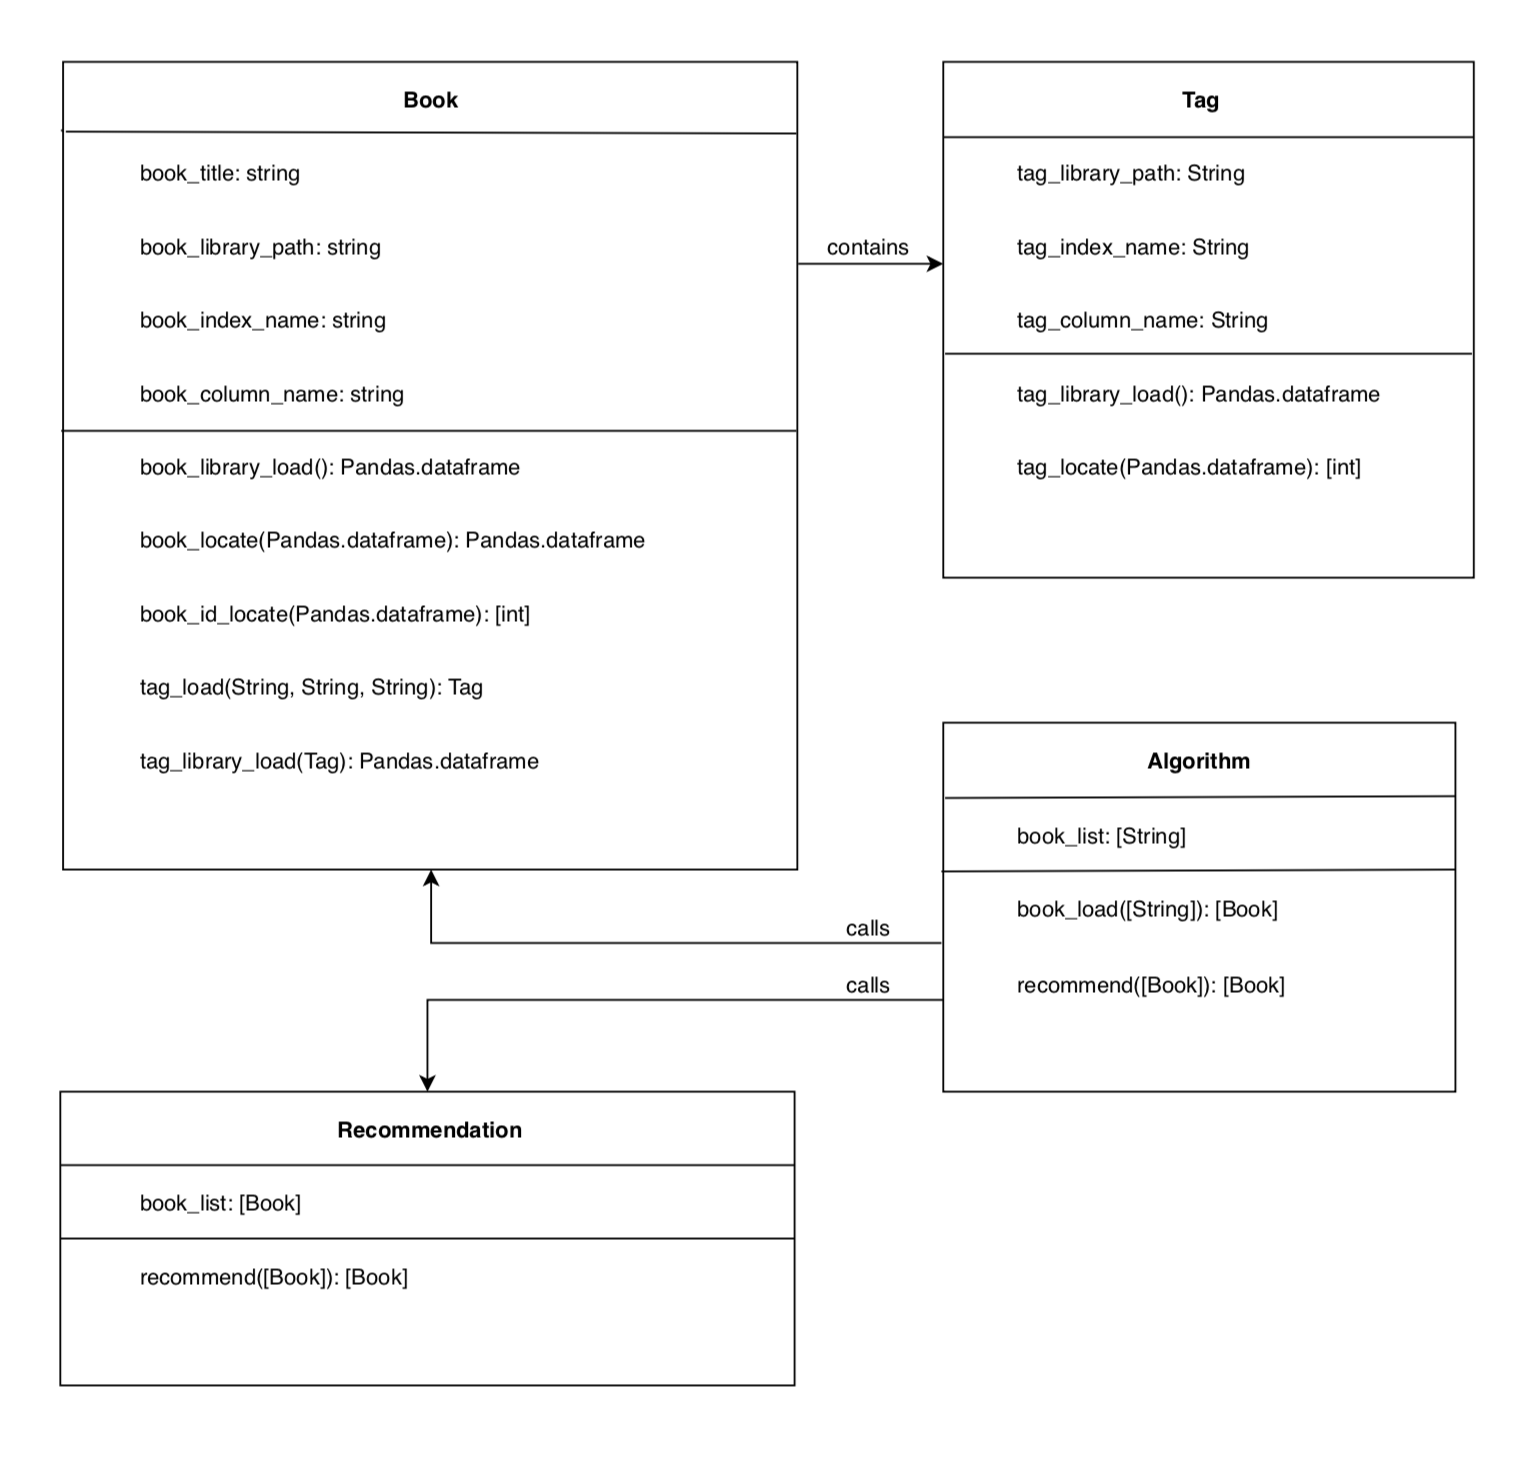 Book
book_title: string
book_library_path: string
book_index_name: string
book_column_name: string
book_library_load(): Pandas.dataframe
book_locate(Pandas.dataframe): Pandas.dataframe
book_id_locate(Pandas.dataframe): [int]
tag_load(String, String, String): Tag
tag_library_load(Tag): Pandas.dataframe
contains
Tag
tag_library_path: String
tag_index_name: String
tag_column_name: String
tag_library_load(): Pandas.dataframe
tag_locate(Pandas.dataframe): [int]
Algorithm
book_list: [String]
book_load([String]): [Book]
recommend([Book]): [Book]
calls
calls
Recommendation
book_list: [Book]
recommend([Book]): [Book]